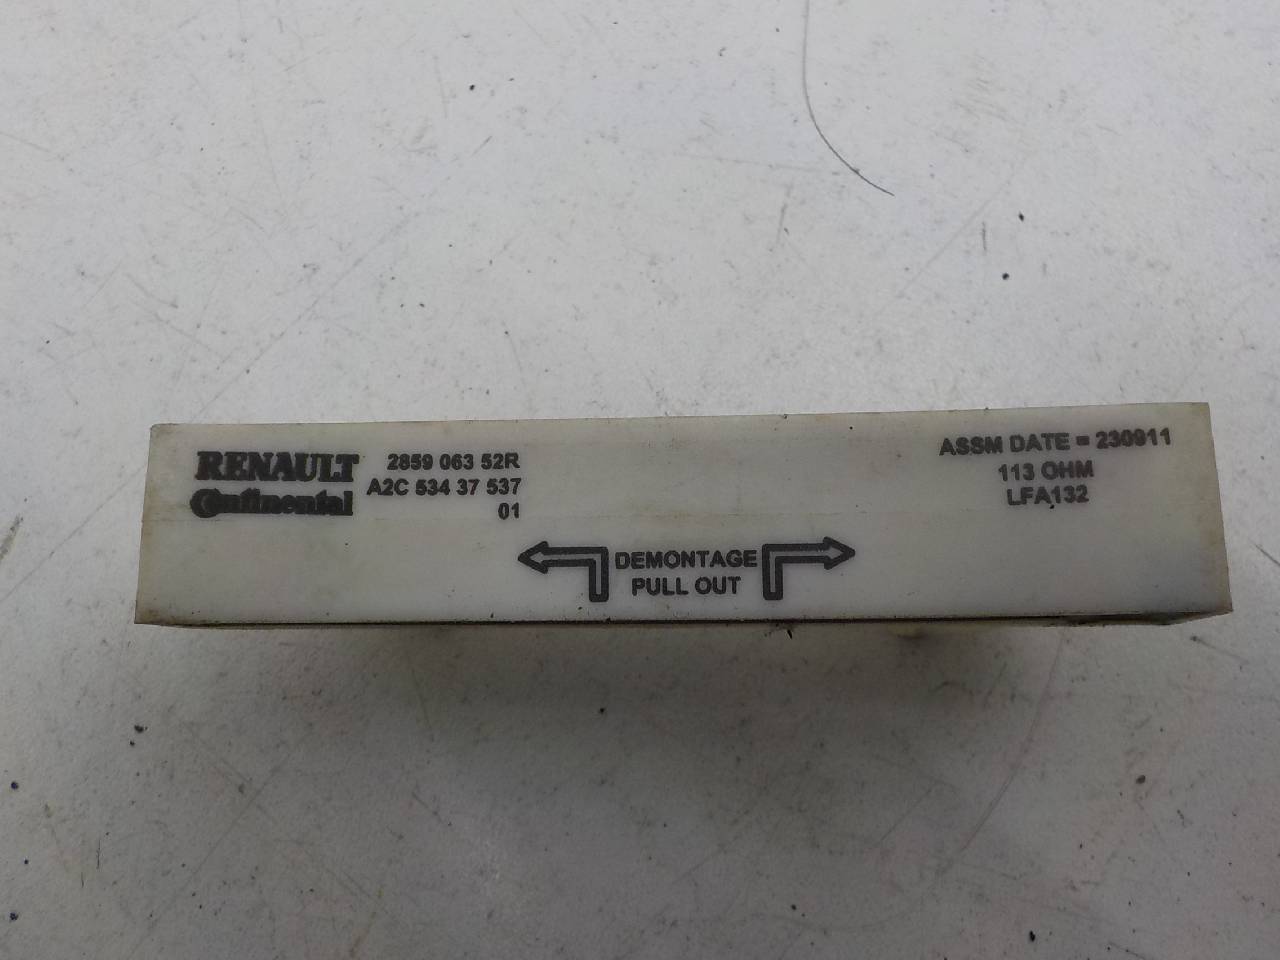 RENAULT
Continental
2859 063 52R
A2C 534 37 537
01
DEMONTAGE
PULL OUT
ASSM DATE = 230911
113 OHM
LFA132